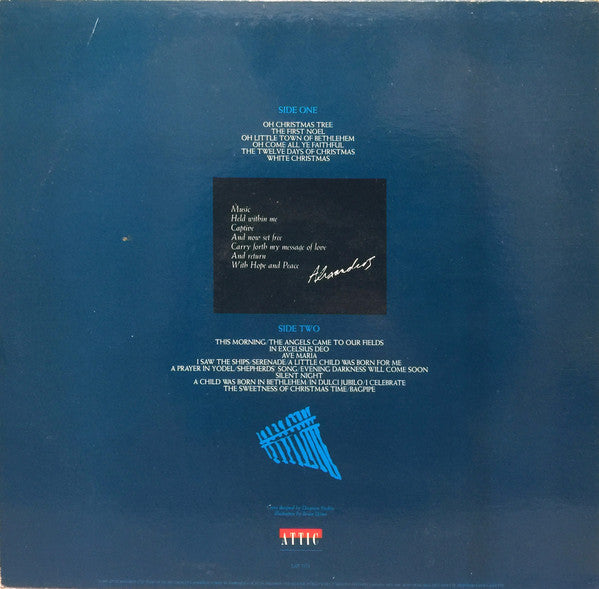 SIDE ONE
OH CHRISTMAS TREE
THE FIRST NOEL
OH LITTLE TOWN OF BETHLEHEM
OH COME ALL YE FAITHFUL
THE TWELVE DAYS OF CHRISTMAS
WHITE CHRISTMAS
Music
Held within me
Captive
And now set free
Carry forth my message of love
And return
With Hope and Peace
SIDE TWO
THIS MORNING/THE ANGELS CAME TO OUR FIELDS
IN EXCELSIUS DEO
AVE MARIA
I SAW THE SHIPS/SERENADE/A LITTLE CHILD WAS BORN FOR ME
A PRAYER IN YODEL/SHEPHERDS' SONG/EVENING DARKNESS WILL COME SOON
SILENT NIGHT
A CHILD WAS BORN IN BETHLEHEM/IN DULCI JUBILO/I CELEBRATE
THE SWEETNESS OF CHRISTMAS TIME/BAGPIPE
designed by
by
ATTIC